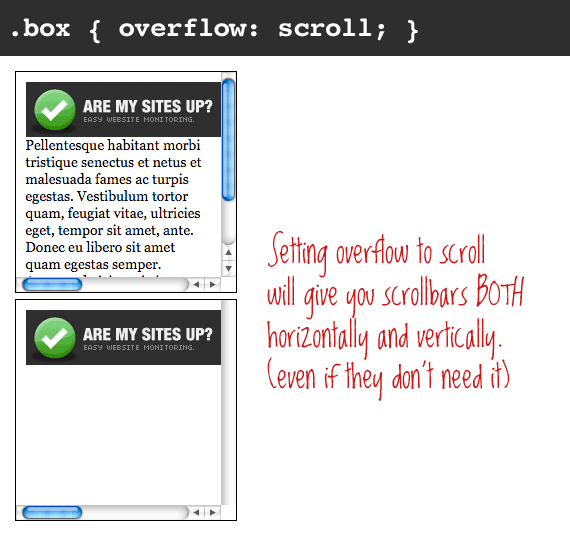 .box { overflow: scroll; }
ARE MY SITES UP?
EASY WEBSITE MONITORING.
Pellentesque habitant morbi
tristique senectus et netus et
malesuada fames ac turpis
egestas. Vestibulum tortor
quam, feugiat vitae, ultricies
eget, tempor sit amet, ante.
Donec eu libero sit amet
quam egestas semper.
ARE MY SITES UP?
EASY WEBSITE MONITORING.
Setting overflow to scroll
will give you scrollbars BOTH
horizontally and vertically.
(even if they don't need it)